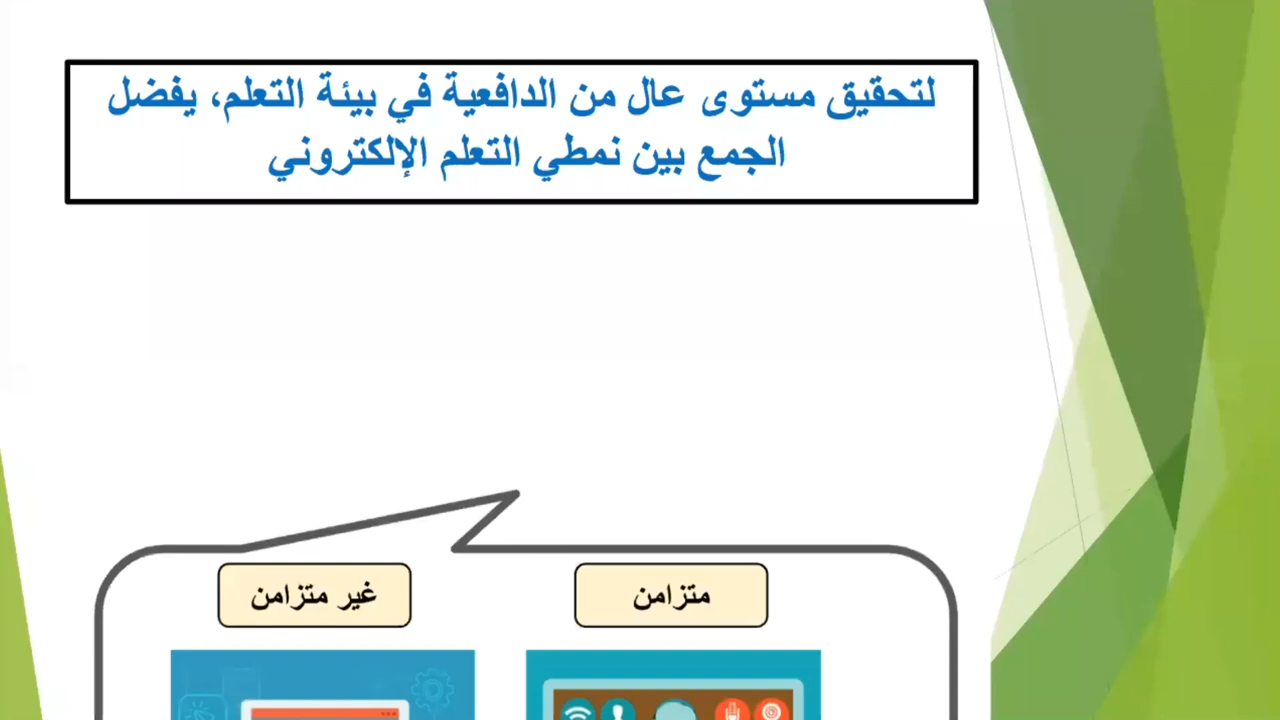 لتحقيق مستوى عال من الدافعية في بيئة التعلم، يفضل
الجمع بين نمطي التعلم الإلكتروني
متزامن
غير متزامن